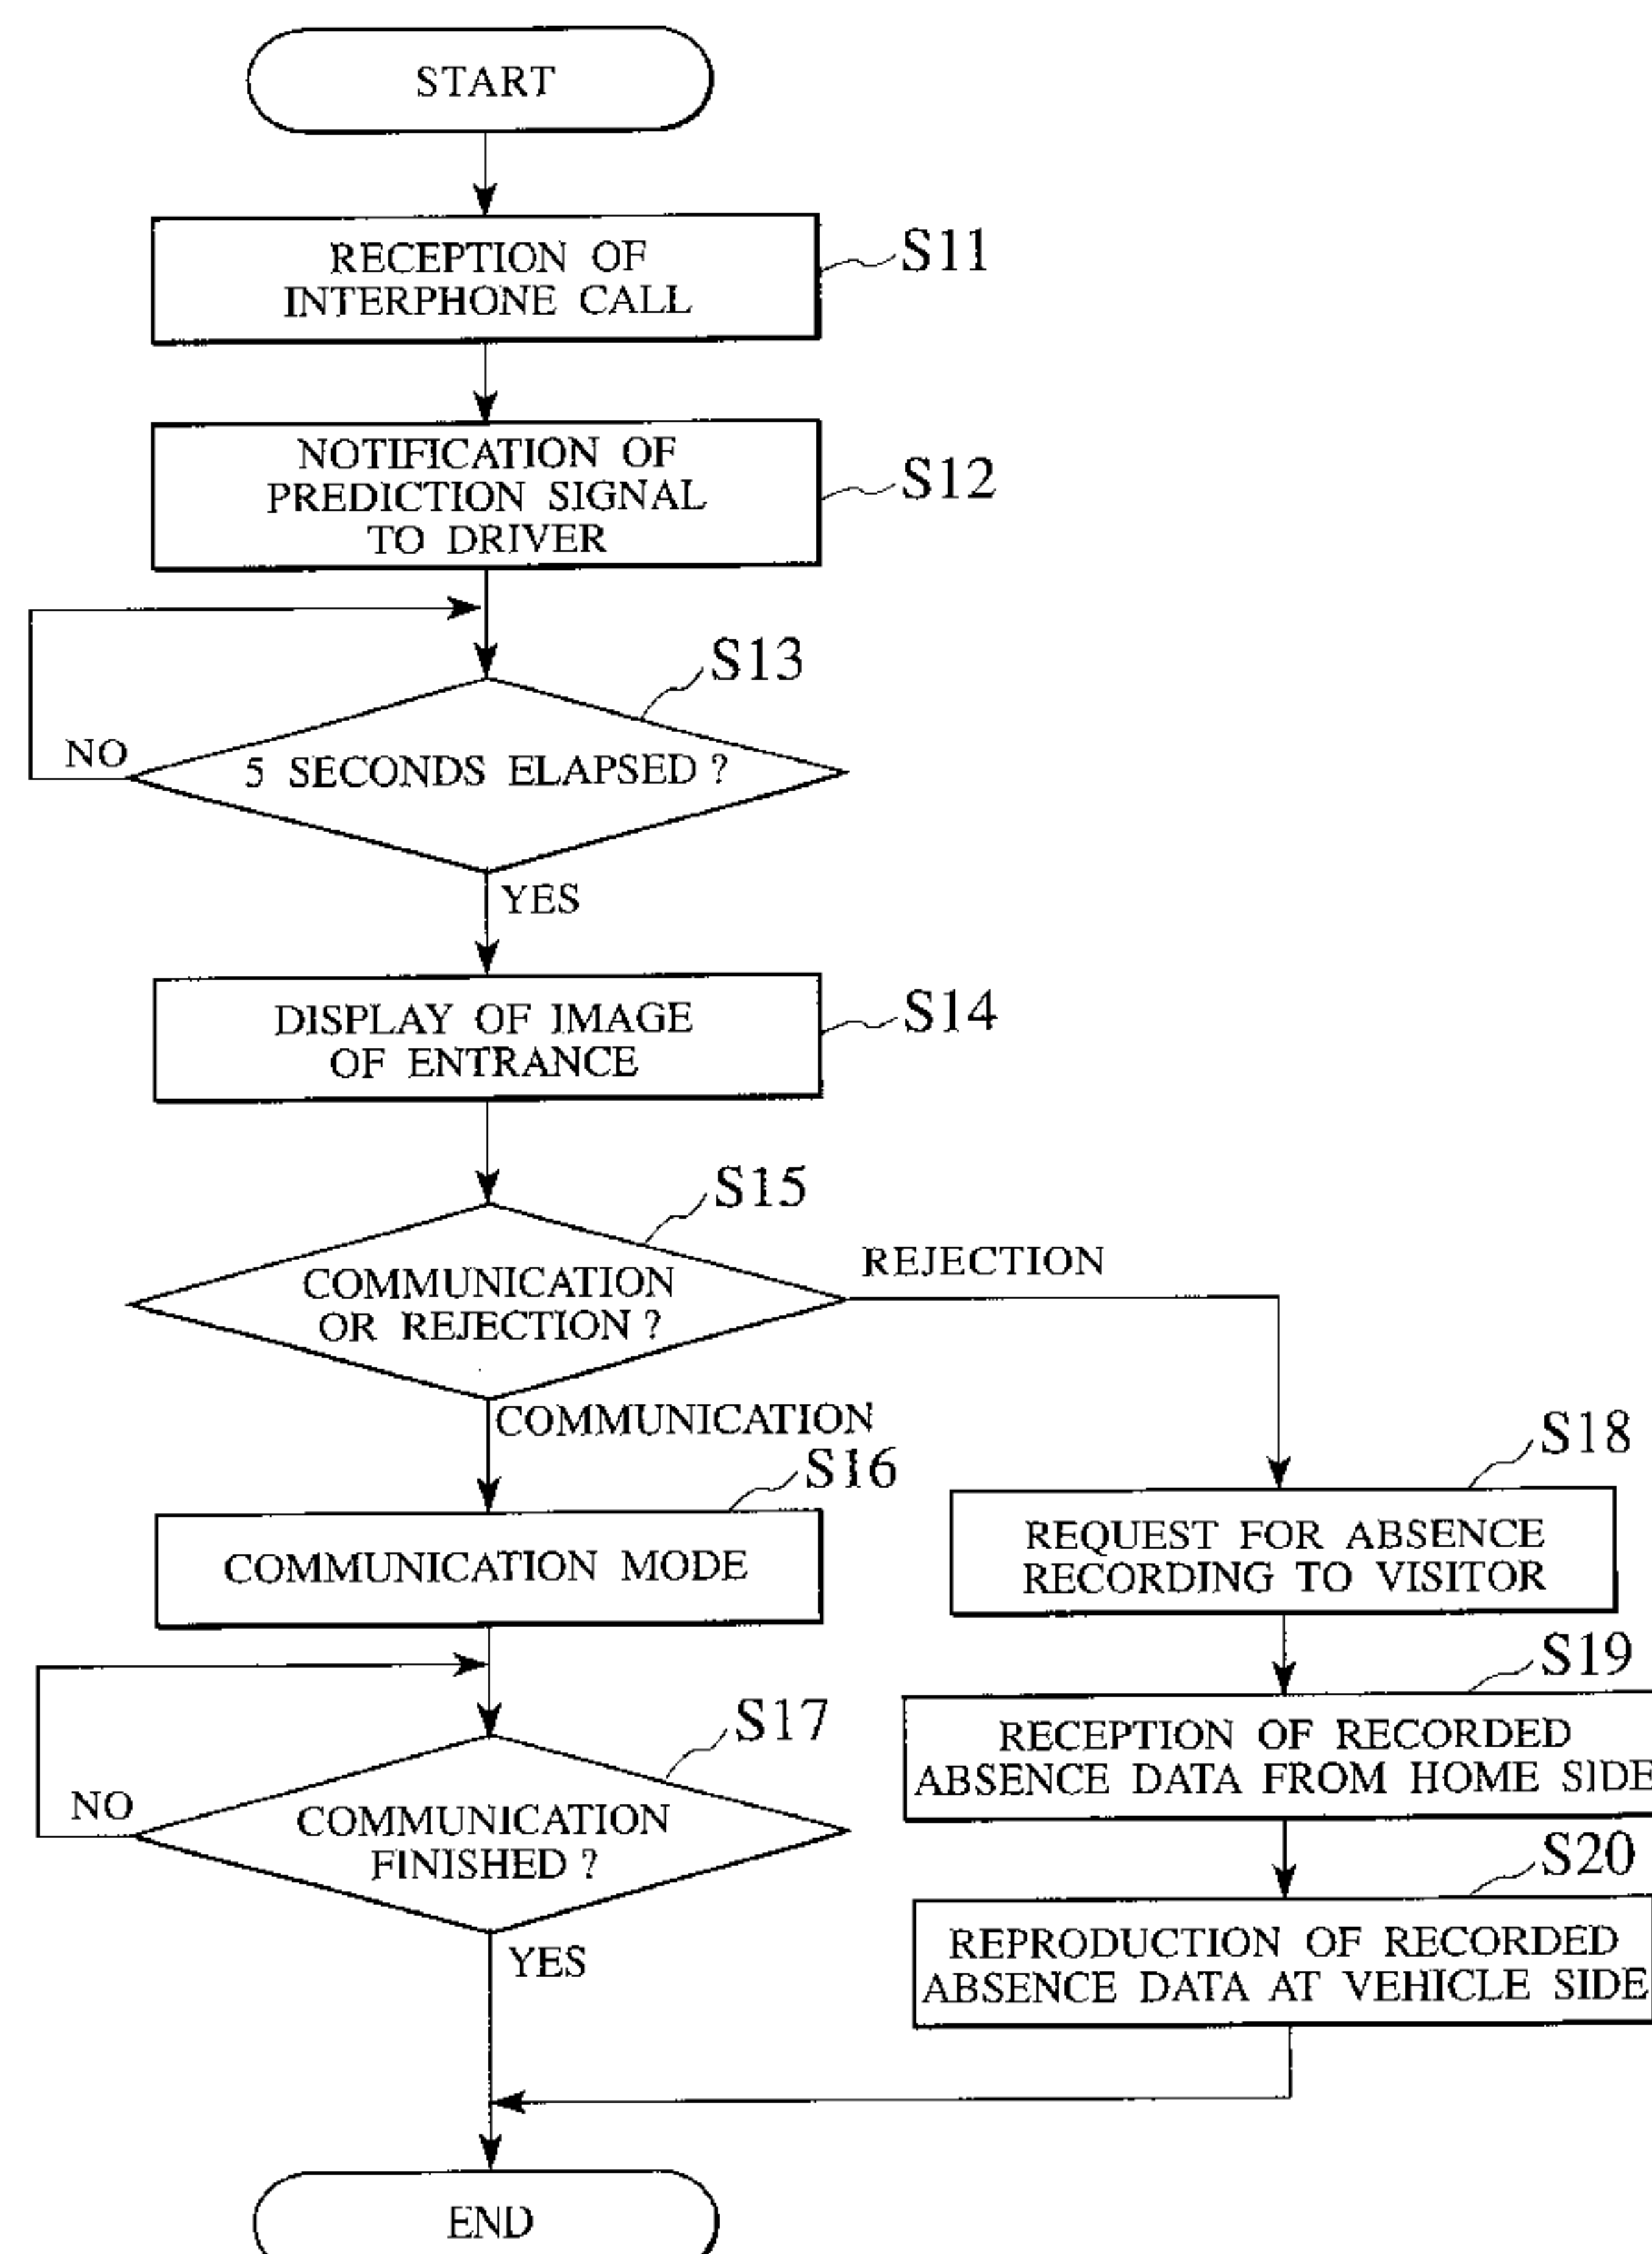 START
RECEPTION OF
INTERPHONE CALL
S11
NOTIFICATION OF
PREDICTION SIGNAL
TO DRIVER
S12
S13
NO
5 SECONDS ELAPSED ?
YES
DISPLAY OF IMAGE
OF ENTRANCE
S14
S15
COMMUNICATION
OR REJECTION ?
REJECTION
COMMUNICATION
S16
COMMUNICATION MODE
S17
NO
COMMUNICATION
FINISHED ?
YES
S18
REQUEST FOR ABSENCE
RECORDING TO VISITOR
S19
RECEPTION OF RECORDED
ABSENCE DATA FROM HOME SIDE
S20
REPRODUCTION OF RECORDED
ABSENCE DATA AT VEHICLE SIDE
END